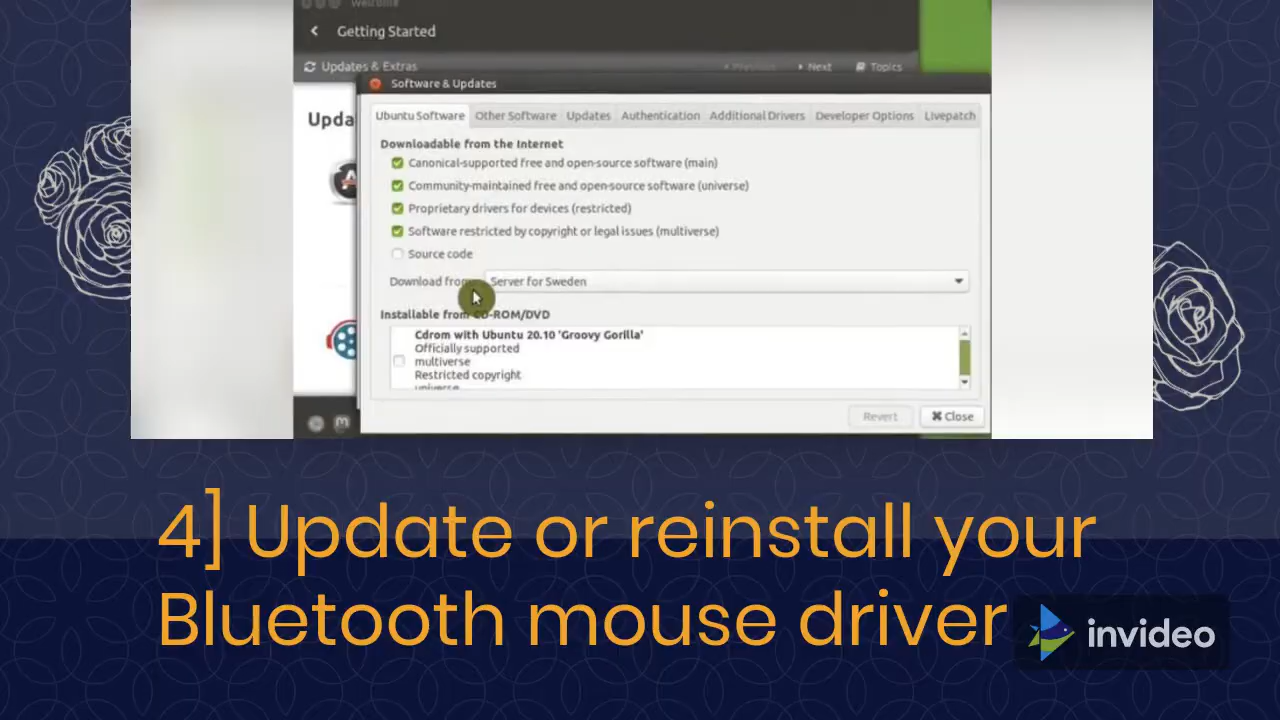 Welcome
Getting Started
Updates & Extras
Previous
Next
Topics
Upda
Software & Updates
Ubuntu Software
Other Software
Updates
Authentication
Additional Drivers
Developer Options
Livepatch
Downloadable from the Internet
Canonical-supported free and open-source software (main)
Community-maintained free and open-source software (universe)
Proprietary drivers for devices (restricted)
Software restricted by copyright or legal issues (multiverse)
Source code
Download from
Server for Sweden
Installable from CD-ROM/DVD
Cdrom with Ubuntu 20.10 'Groovy Gorilla'
Officially supported
multiverse
Restricted copyright
universe
Revert
Close
4] Update or reinstall your
Bluetooth mouse driver
invideo